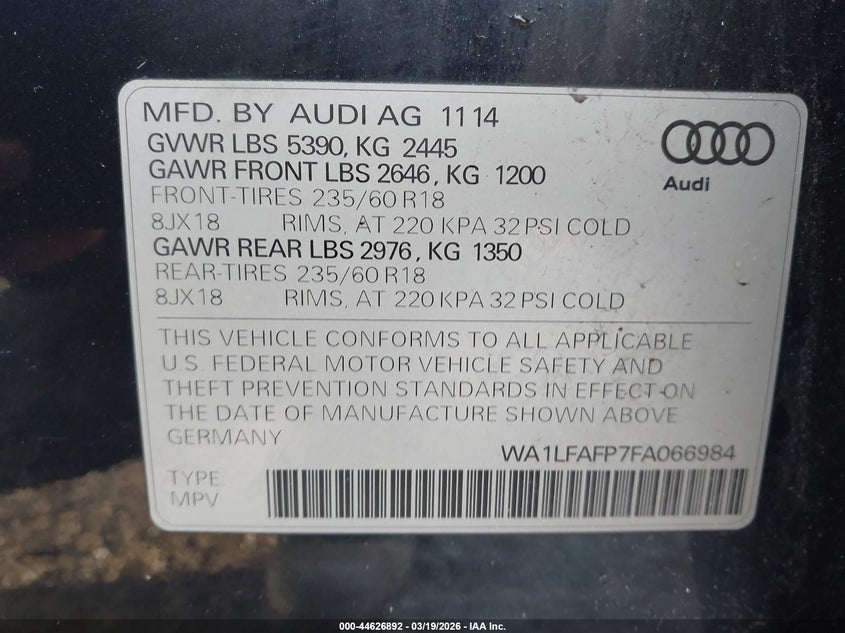 MFD. BY AUDI AG 11 14
GVWR LBS 5390, KG 2445
GAWR FRONT LBS 2646, KG 1200
FRONT-TIRES 235/60 R18
8JX18 RIMS, AT 220 KPA 32 PSI COLD
GAWR REAR LBS 2976, KG 1350
REAR-TIRES 235/60 R18
8JX18 RIMS, AT 220 KPA 32 PSI COLD
Audi
THIS VEHICLE CONFORMS TO ALL APPLICABLE
U.S. FEDERAL MOTOR VEHICLE SAFETY AND
THEFT PREVENTION STANDARDS IN EFFECT ON
THE DATE OF MANUFACTURE SHOWN ABOVE
GERMANY
WA1LFAFP7FA066984
TYPE:
MPV
000-44626892 — 03/19/2026 — IAA Inc.